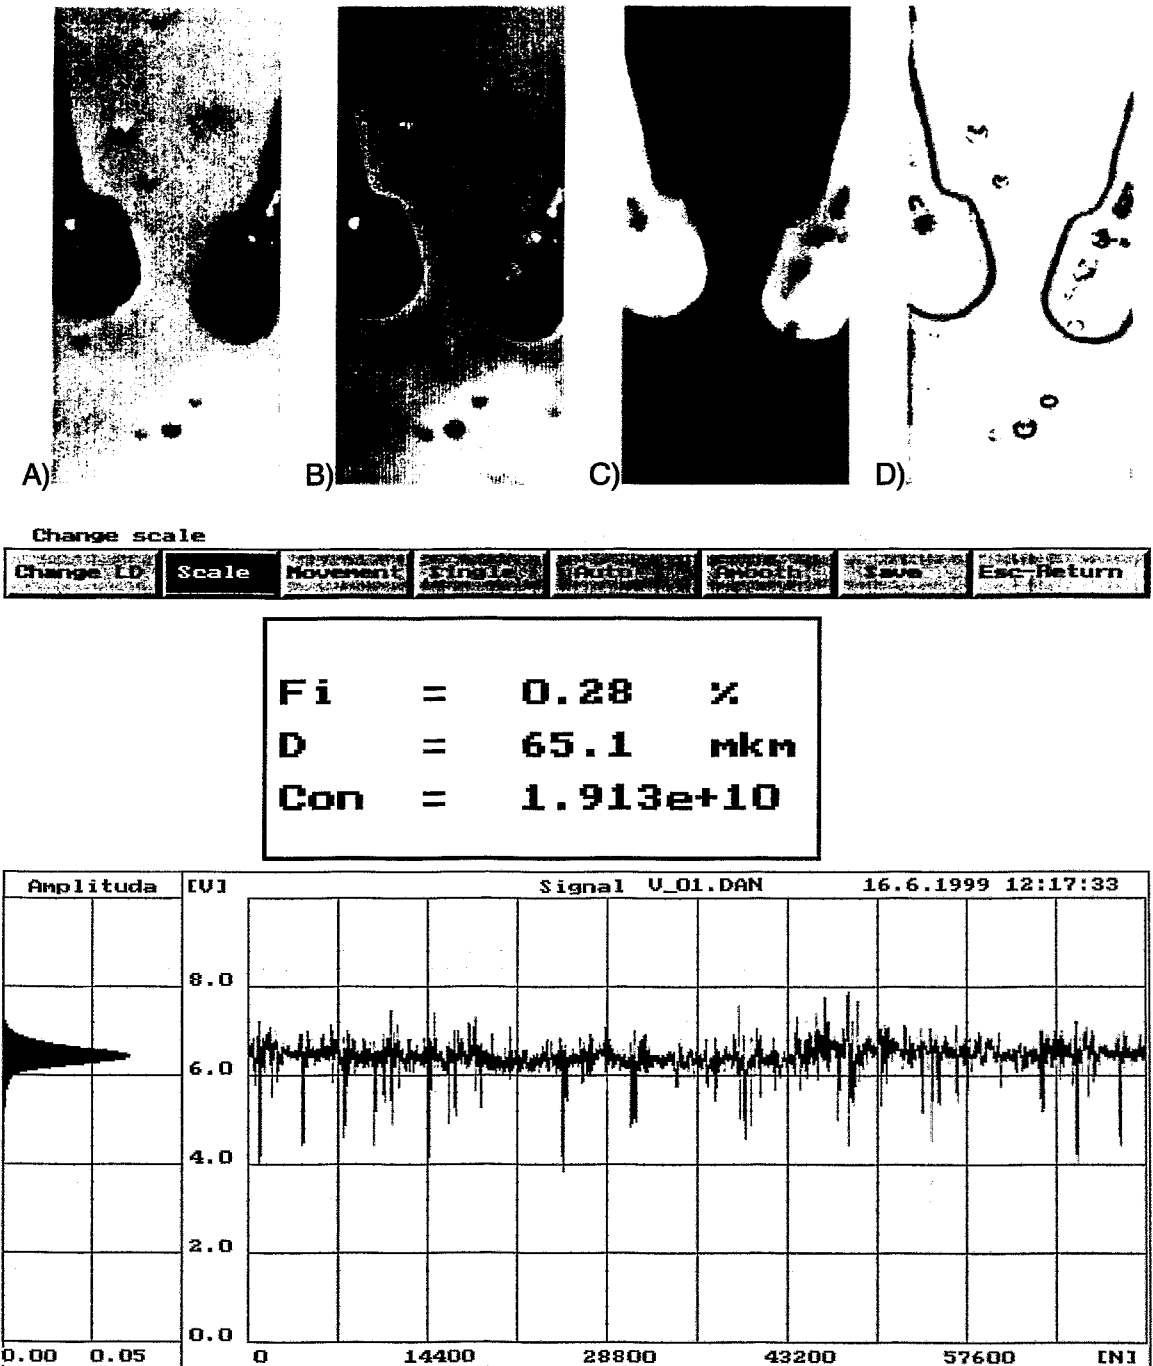 A) B) C) D)
Change scale
Change LD Scale Movement Single Auto Smooth Save Esc-Return
Fi = 0.28 %
D = 65.1 mkm
Con = 1.913e+10
Amplituda [V] Signal V_01.DAN 16.6.1999 12:17:33
8.0
6.0
4.0
2.0
0.0
0.00 0.05 0 14400 28800 43200 57600 [N]